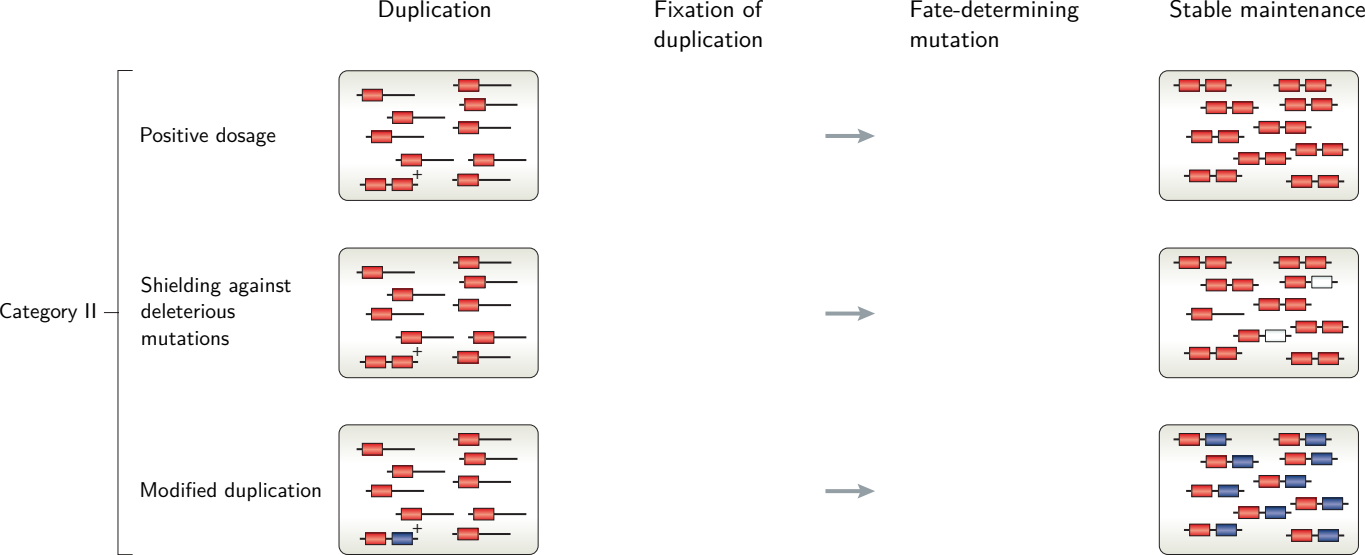 Duplication
Fixation of
duplication
Fate-determining
mutation
Stable maintenance
Positive dosage
+
Category II
Shielding against
deleterious
mutations
+
Modified duplication
+